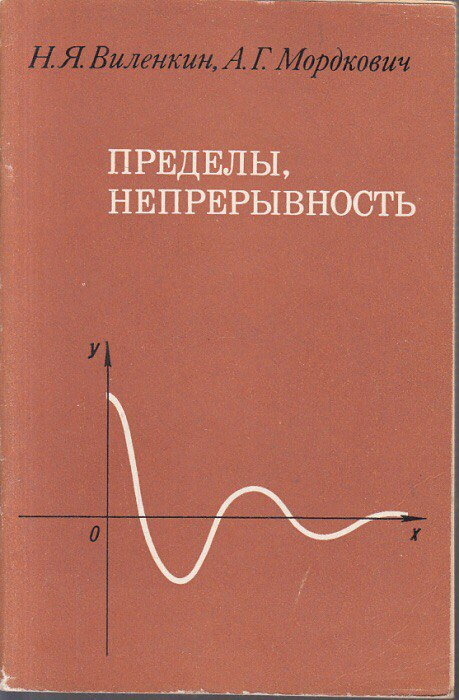 Н.Я. Виленкин, А.Г. Мордкович
ПРЕДЕЛЫ,
НЕПРЕРЫВНОСТЬ
y
0
x